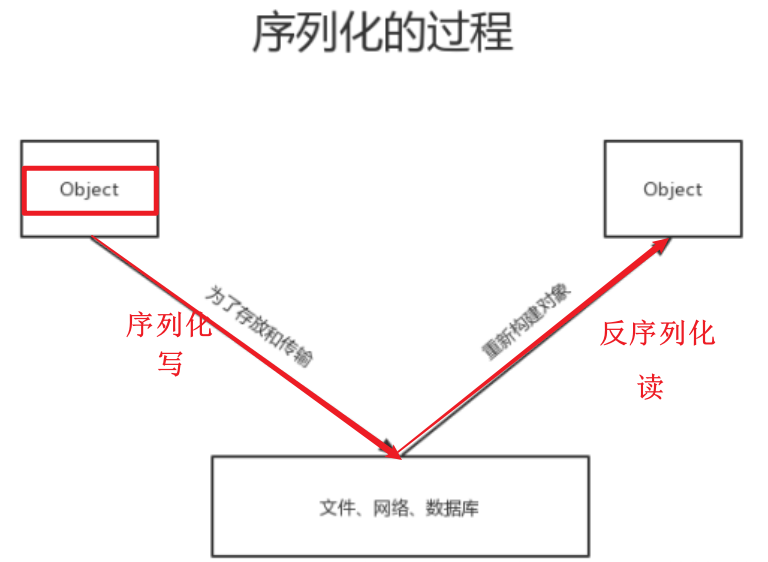 序列化的过程
Object
Object
为了存放和传输
重新构建对象
序列化
写
反序列化
读
文件、网络、数据库